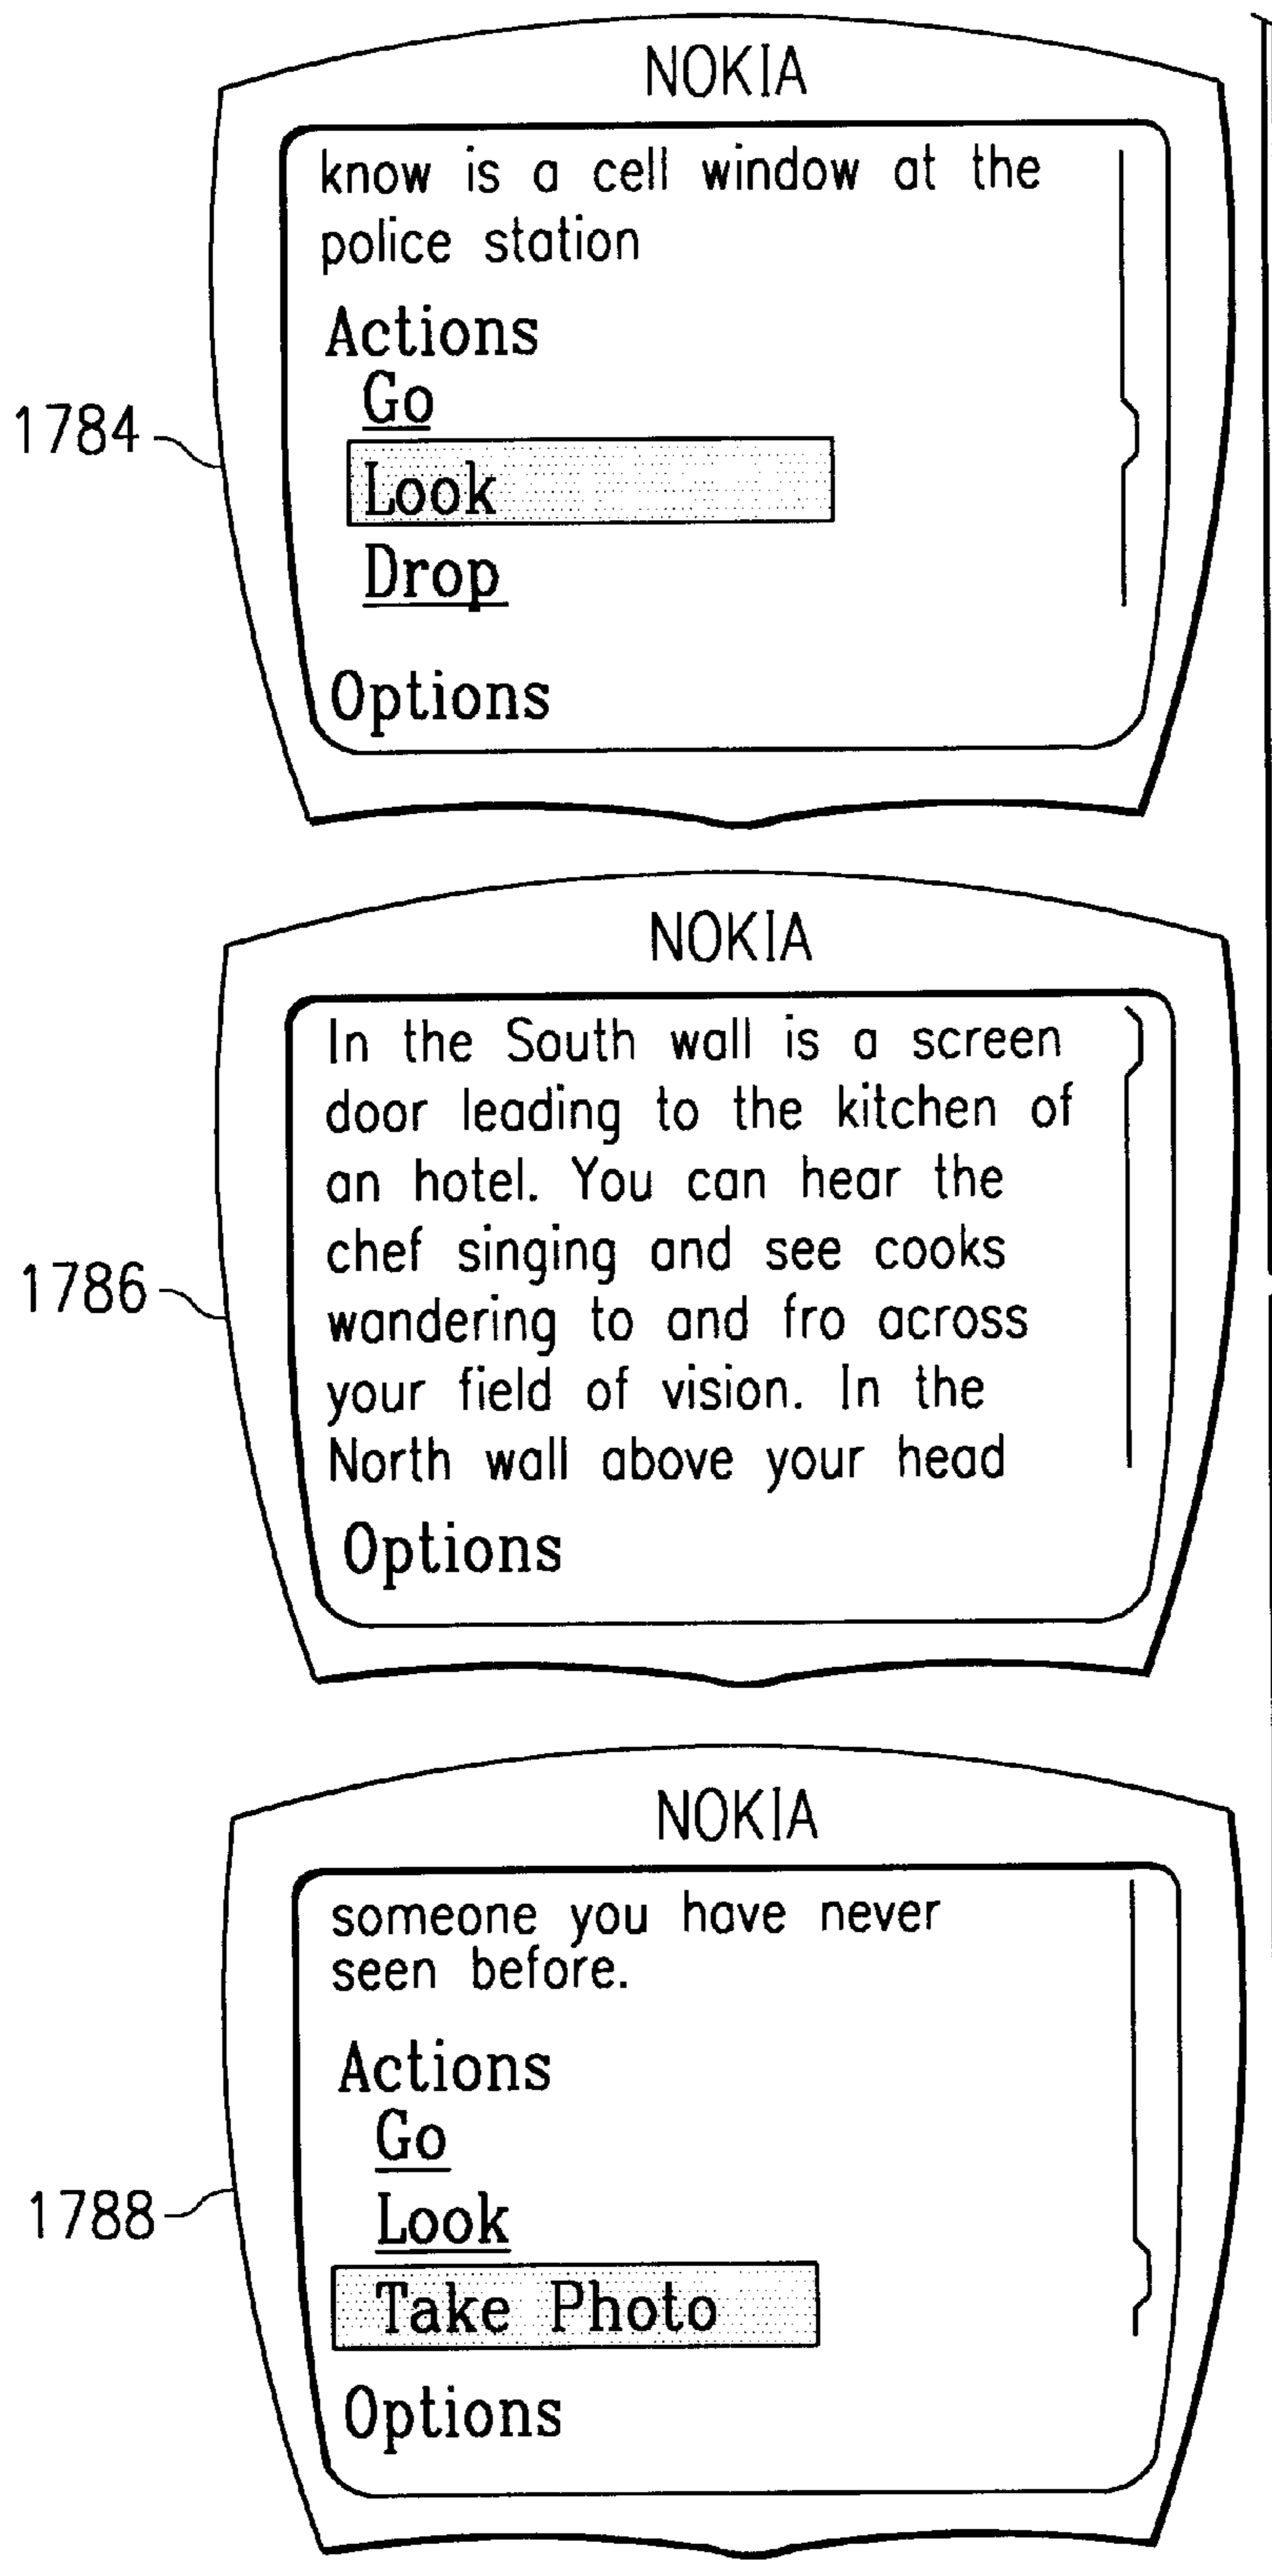 NOKIA
know is a cell window at the
police station
Actions
Go
1784
Look
Drop
Options
NOKIA
In the South wall is a screen
door leading to the kitchen of
an hotel. You can hear the
chef singing and see cooks
1786
wandering to and fro across
your field of vision. In the
North wall above your head
Options
NOKIA
someone you have never
seen before.
Actions
Go
1788
Look
Take Photo
Options